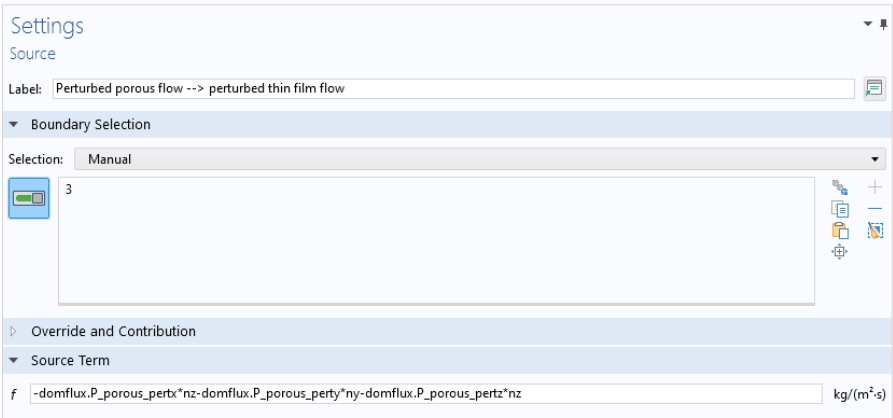 Settings
Source
Label: Perturbed porous flow --> perturbed thin film flow
Boundary Selection
Selection: Manual
3
Override and Contribution
Source Term
f -domflux.P_porous_pertx*nz-domflux.P_porous_perty*ny-domflux.P_porous_pertz*nz kg/(m²·s)